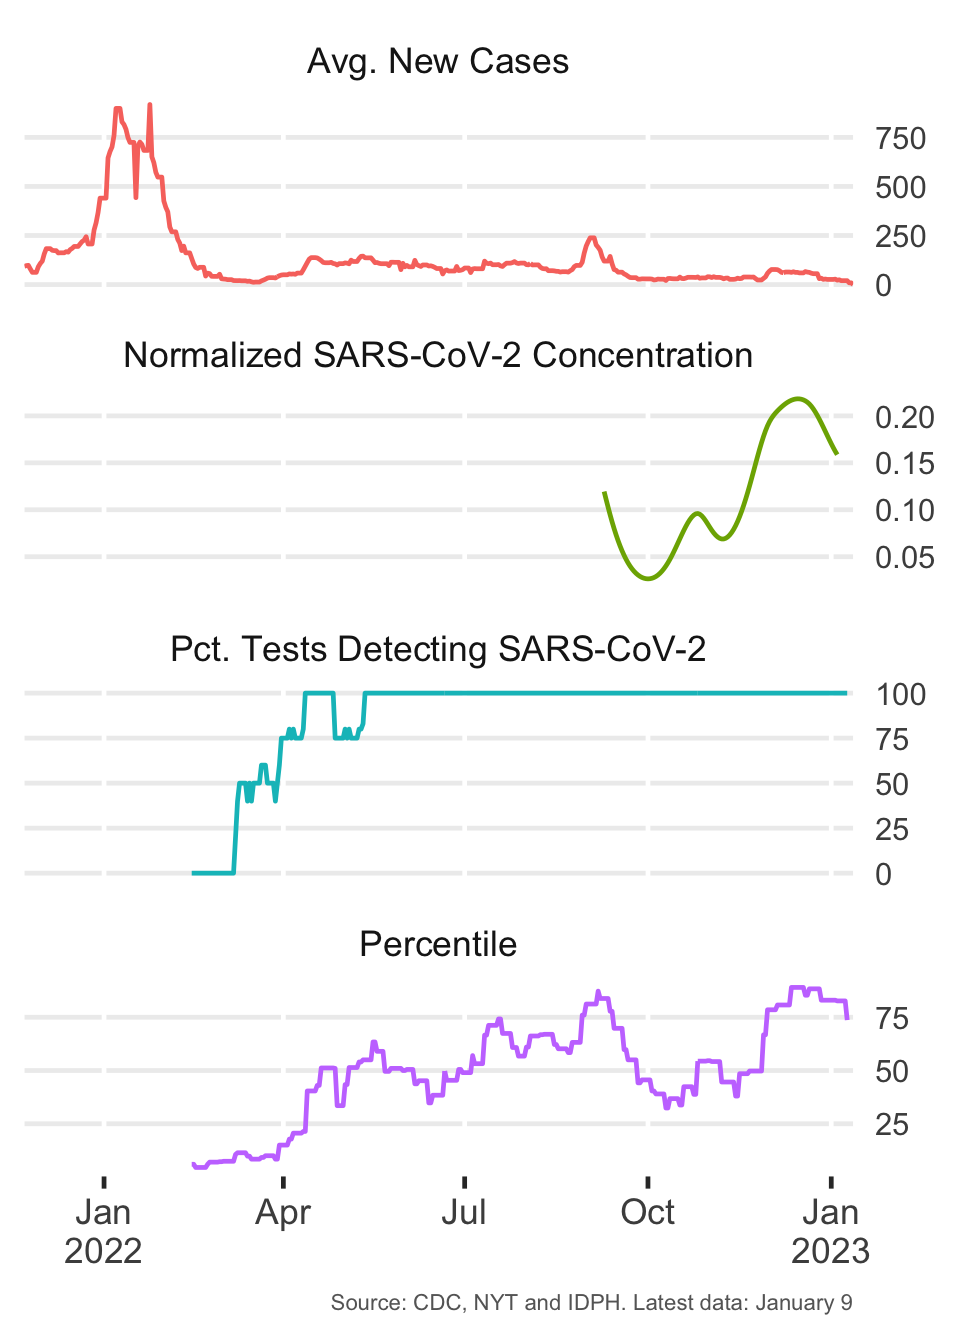 Avg. New Cases
750
500
250
0
Normalized SARS-CoV-2 Concentration
0.20
0.15
0.10
0.05
Pct. Tests Detecting SARS-CoV-2
100
75
50
25
0
Percentile
75
50
25
Jan Apr Jul Oct Jan
2022 2023
Source: CDC, NYT and IDPH. Latest data: January 9